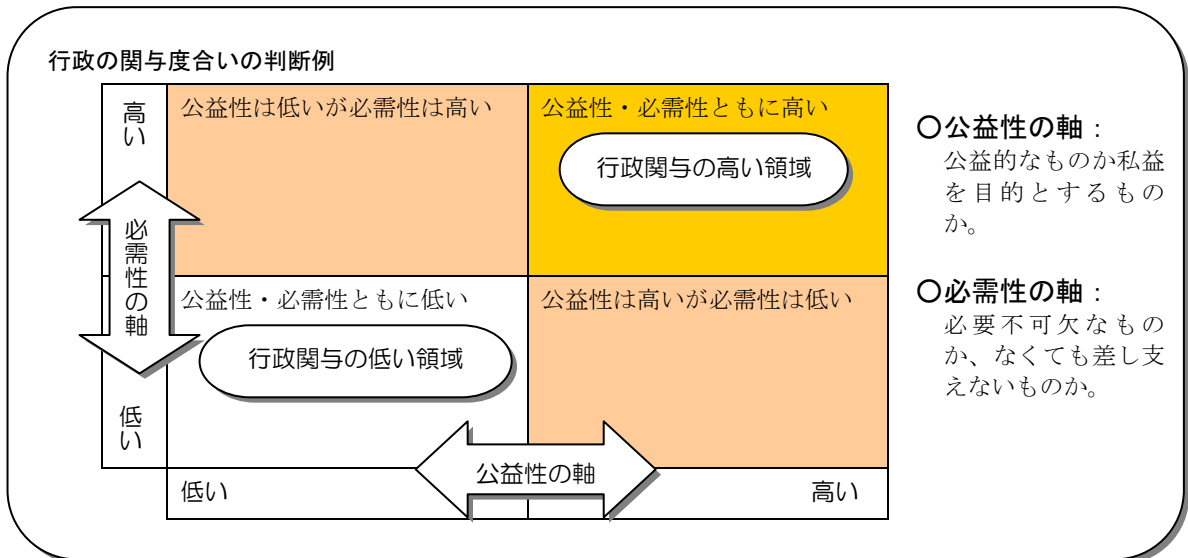 行政の関与度合いの判断例
高い
公益性は低いが必需性は高い
公益性・必需性ともに高い
行政関与の高い領域
必需性の軸
公益性・必需性ともに低い
行政関与の低い領域
公益性は高いが必需性は低い
低い
公益性の軸
低い
高い
〇公益性の軸：
公益的なものか私益
を目的とするもの
か。
〇必需性の軸：
必要不可欠なもの
か、なくても差し支
えないものか。